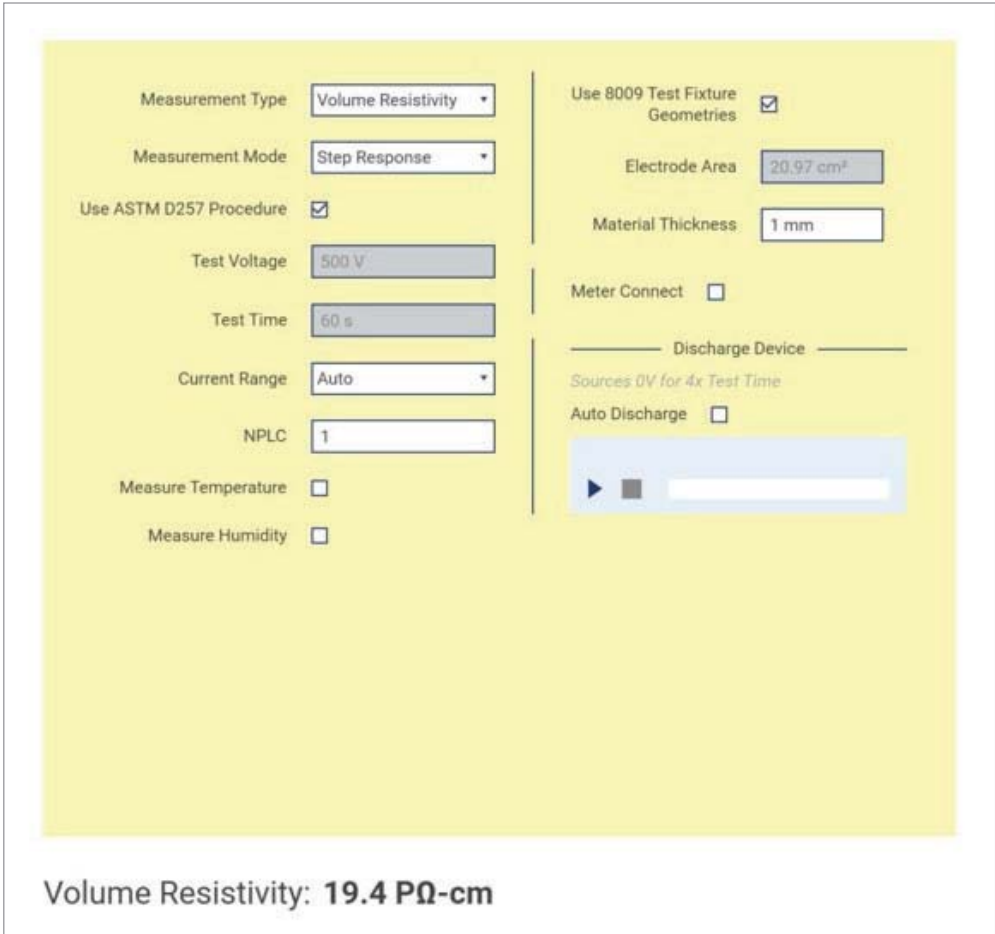 Measurement Type Volume Resistivity
Measurement Mode Step Response
Use ASTM D257 Procedure
Test Voltage 500 V
Test Time 60 s
Current Range Auto
NPLC 1
Measure Temperature
Measure Humidity
Use 8009 Test Fixture
Geometries
Electrode Area 20.97 cm²
Material Thickness 1 mm
Meter Connect
Discharge Device
Sources 0V for 4x Test Time
Auto Discharge
Volume Resistivity: 19.4 PΩ-cm